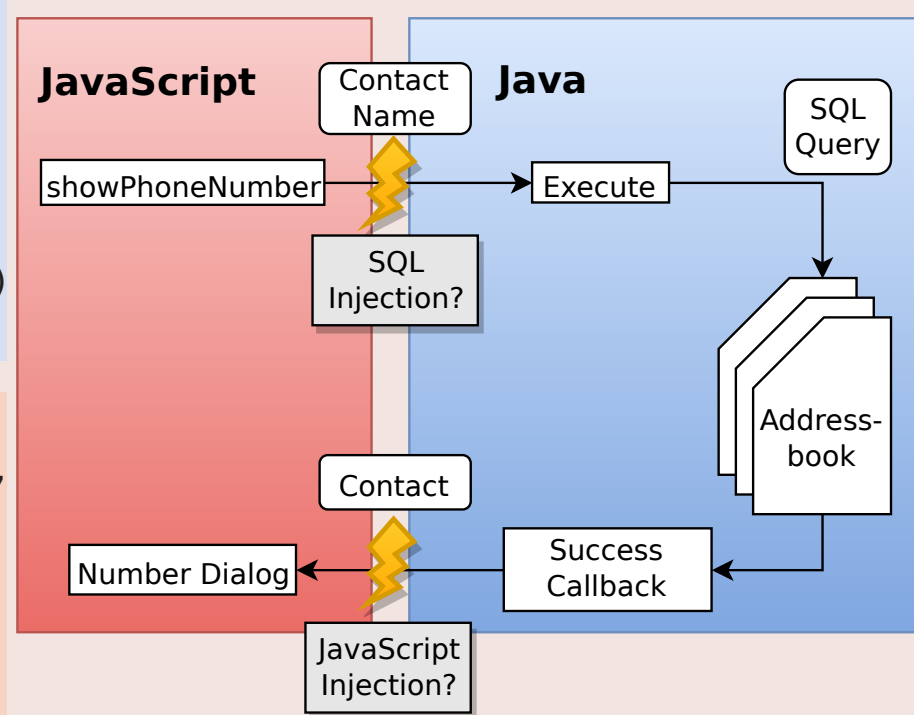 JavaScript
Contact
Name
Java
SQL
Query
showPhoneNumber
Execute
SQL
Injection?
Address-
book
Contact
Number Dialog
Success
Callback
JavaScript
Injection?